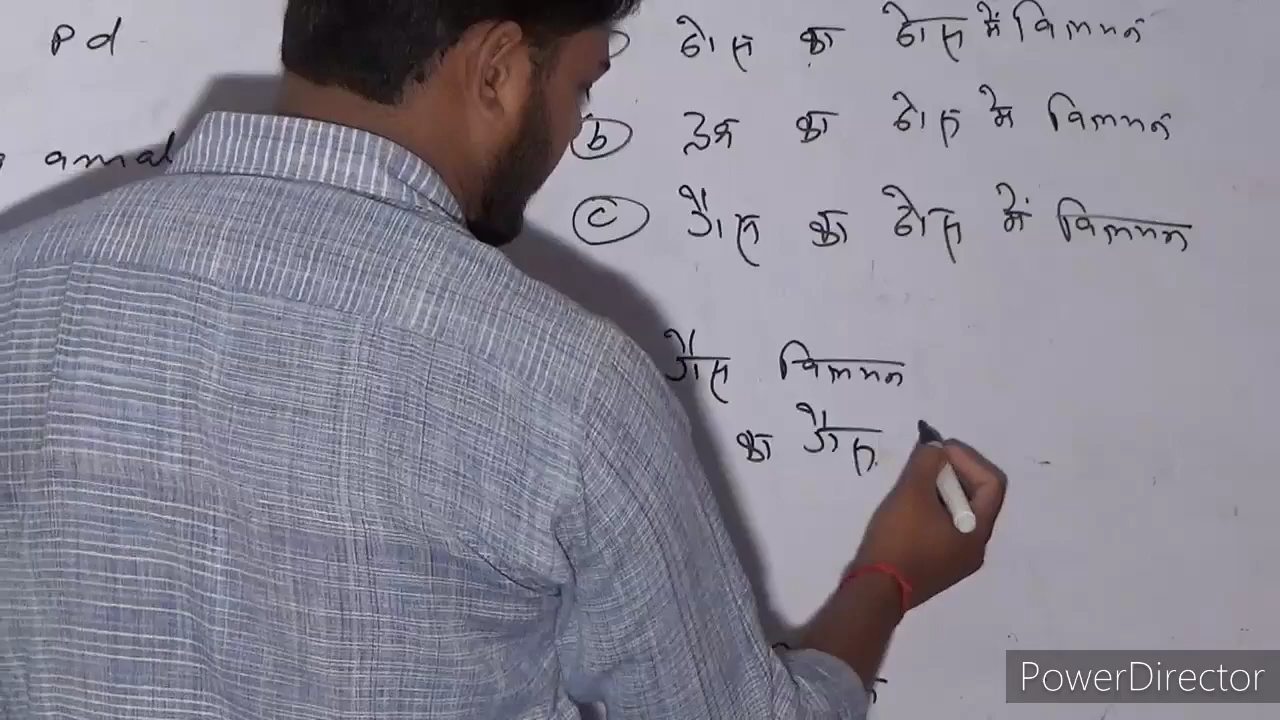 pd
amal
ठोस का ठोस में विलयन
(b) द्रव का ठोस में विलयन
(c) गैस का ठोस में विलयन
गैस विलयन
का गैस
PowerDirector